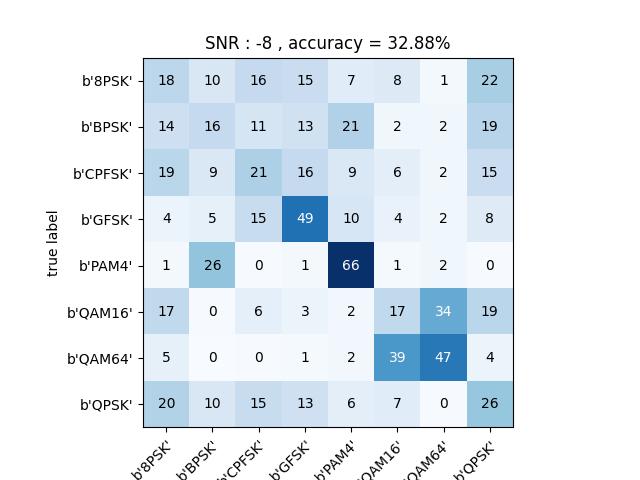 SNR : -8 , accuracy = 32.88%
b'8PSK' 18 10 16 15 7 8 1 22
b'BPSK' 14 16 11 13 21 2 2 19
b'CPFSK' 19 9 21 16 9 6 2 15
b'GFSK' 4 5 15 49 10 4 2 8
b'PAM4' 1 26 0 1 66 1 2 0
b'QAM16' 17 0 6 3 2 17 34 19
b'QAM64' 5 0 0 1 2 39 47 4
b'QPSK' 20 10 15 13 6 7 0 26
true label
b'8PSK' b'BPSK' 'CPFSK' b'GFSK' b'PAM4' 'QAM16' 'QAM64' b'QPSK'